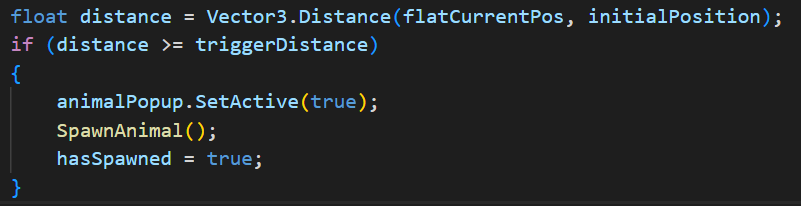 float distance = Vector3.Distance(flatCurrentPos, initialPosition);
if (distance >= triggerDistance)
{
    animalPopup.SetActive(true);
    SpawnAnimal();
    hasSpawned = true;
}